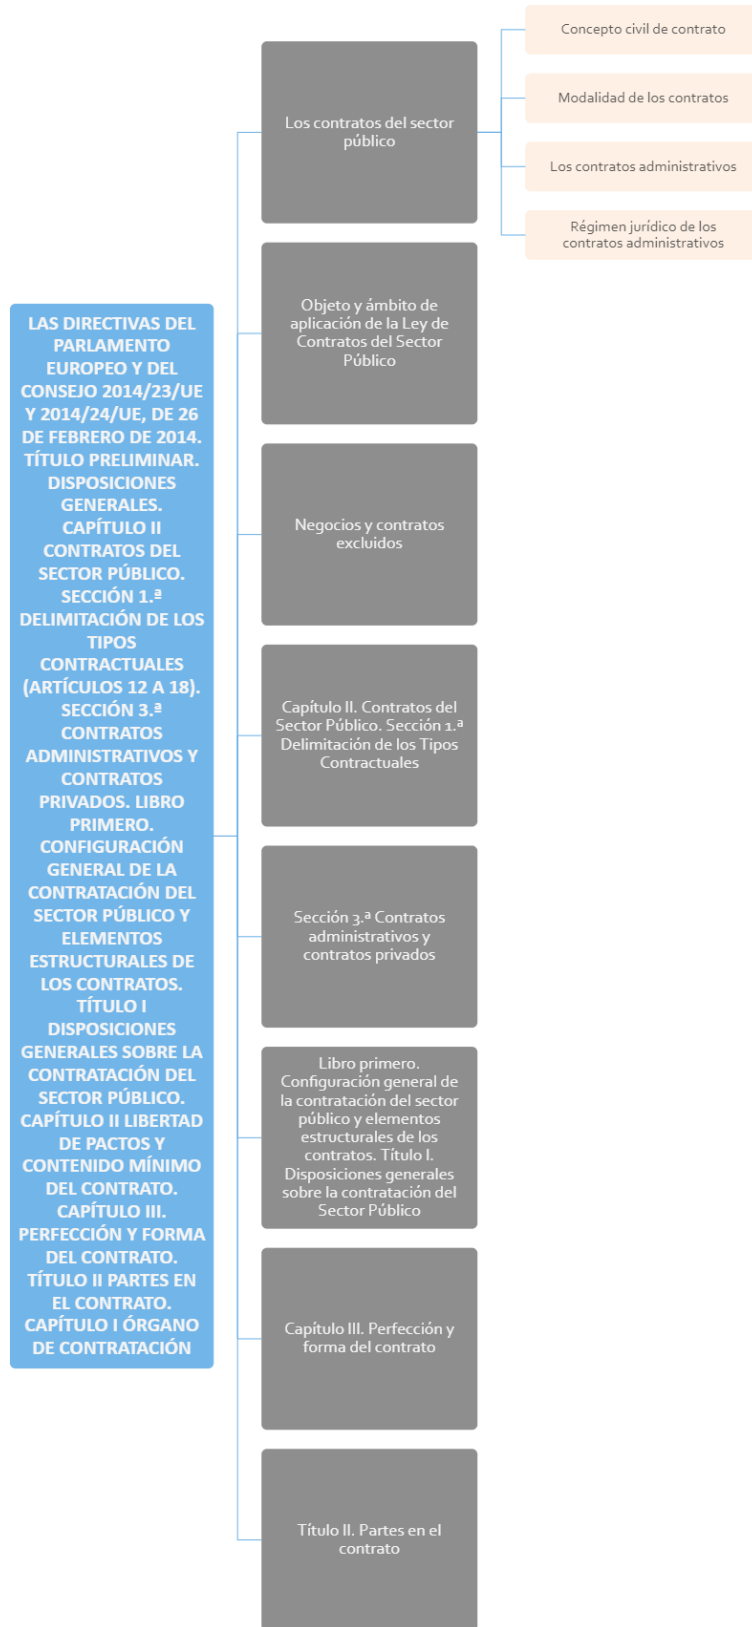 LAS DIRECTIVAS DEL
PARLAMENTO
EUROPEO Y DEL
CONSEJO 2014/23/UE
Y 2014/24/UE, DE 26
DE FEBRERO DE 2014.
TÍTULO PRELIMINAR.
DISPOSICIONES
GENERALES.
CAPÍTULO II
CONTRATOS DEL
SECTOR PÚBLICO.
SECCIÓN 1.ª
DELIMITACIÓN DE LOS
TIPOS
CONTRACTUALES
(ARTÍCULOS 12 A 18).
SECCIÓN 3.ª
CONTRATOS
ADMINISTRATIVOS Y
CONTRATOS
PRIVADOS. LIBRO
PRIMERO.
CONFIGURACIÓN
GENERAL DE LA
CONTRATACIÓN DEL
SECTOR PÚBLICO Y
ELEMENTOS
ESTRUCTURALES DE
LOS CONTRATOS.
TÍTULO I
DISPOSICIONES
GENERALES SOBRE LA
CONTRATACIÓN DEL
SECTOR PÚBLICO.
CAPÍTULO II LIBERTAD
DE PACTOS Y
CONTENIDO MÍNIMO
DEL CONTRATO.
CAPÍTULO III.
PERFECCIÓN Y FORMA
DEL CONTRATO.
TÍTULO II PARTES EN
EL CONTRATO.
CAPÍTULO I ÓRGANO
DE CONTRATACIÓN
Los contratos del sector
público
Concepto civil de contrato
Modalidad de los contratos
Los contratos administrativos
Régimen jurídico de los
contratos administrativos
Objeto y ámbito de
aplicación de la Ley de
Contratos del Sector
Público
Negocios y contratos
excluidos
Capítulo II. Contratos del
Sector Público. Sección 1.ª
Delimitación de los Tipos
Contractuales
Sección 3.ª Contratos
administrativos y
contratos privados
Libro primero.
Configuración general de
la contratación del sector
público y elementos
estructurales de los
contratos. Título I.
Disposiciones generales
sobre la contratación del
Sector Público
Capítulo III. Perfección y
forma del contrato
Título II. Partes en el
contrato